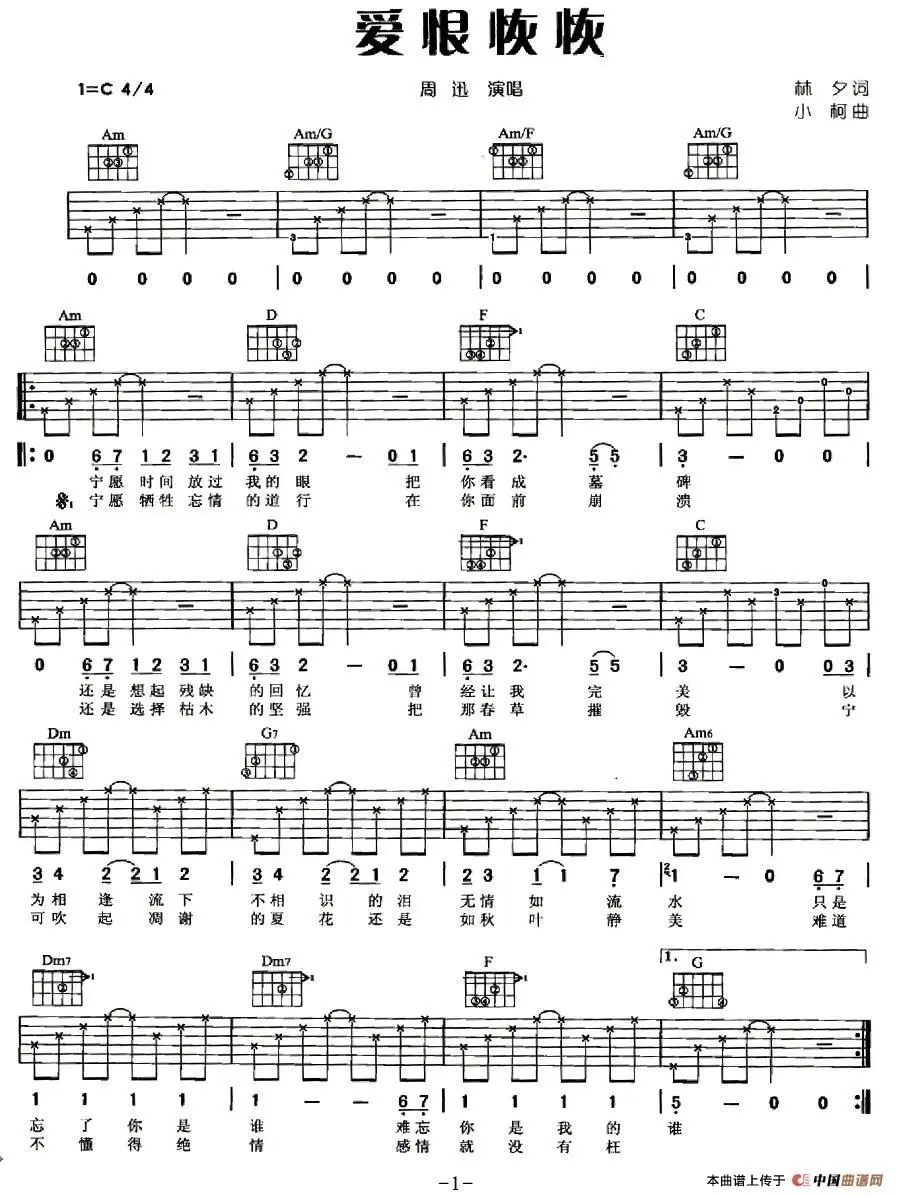 爱恨恢恢
1=C 4/4 周 迅 演唱 林 夕词
小 柯曲
Am Am/G Am/F Am/G
0 0 0 0 | 0 0 0 0 | 0 0 0 0 | 0 0 0 0
Am D F C
0 6 7 1 2 3 1 | 6 3 2 — 0 1 | 6 3 2· 5 5 | 3 — 0 0
宁愿 时间 放过 我的 眼 把 你看 成 墓 碑
宁愿 牺牲 忘情 的道 行 在 你面 前 崩 溃
Am D F C
0 6 7 1 2 3 1 | 6 3 2 — 0 1 | 6 3 2· 5 5 | 3 — 0 0 3
还是 想起 残缺 的回 忆 曾 经让 我 完 美 以
还是 选择 枯木 的坚 强 把 那春 草 摧 毁 宁
Dm G7 Am Am6
3 4 2 2 1 | 3 4 2 2 1 | 6 2 1 1 7 | 1 — 0 6 7
为相 逢 流下 不相 识 的泪 无情 如 流 水 只是
可吹 起 凋谢 的夏 花 还是 如秋 叶 静 美 难道
Dm7 Dm7 F 1. G
1 1 1 1 | 1 — — 6 7 | 1 1 1 1 | 5 — 0 0
忘 了 你 是 谁 难忘 你 是 我 的 谁
不 懂 得 绝 情 感情 就 没 有 枉
-1-
本曲谱上传于 中国曲谱网